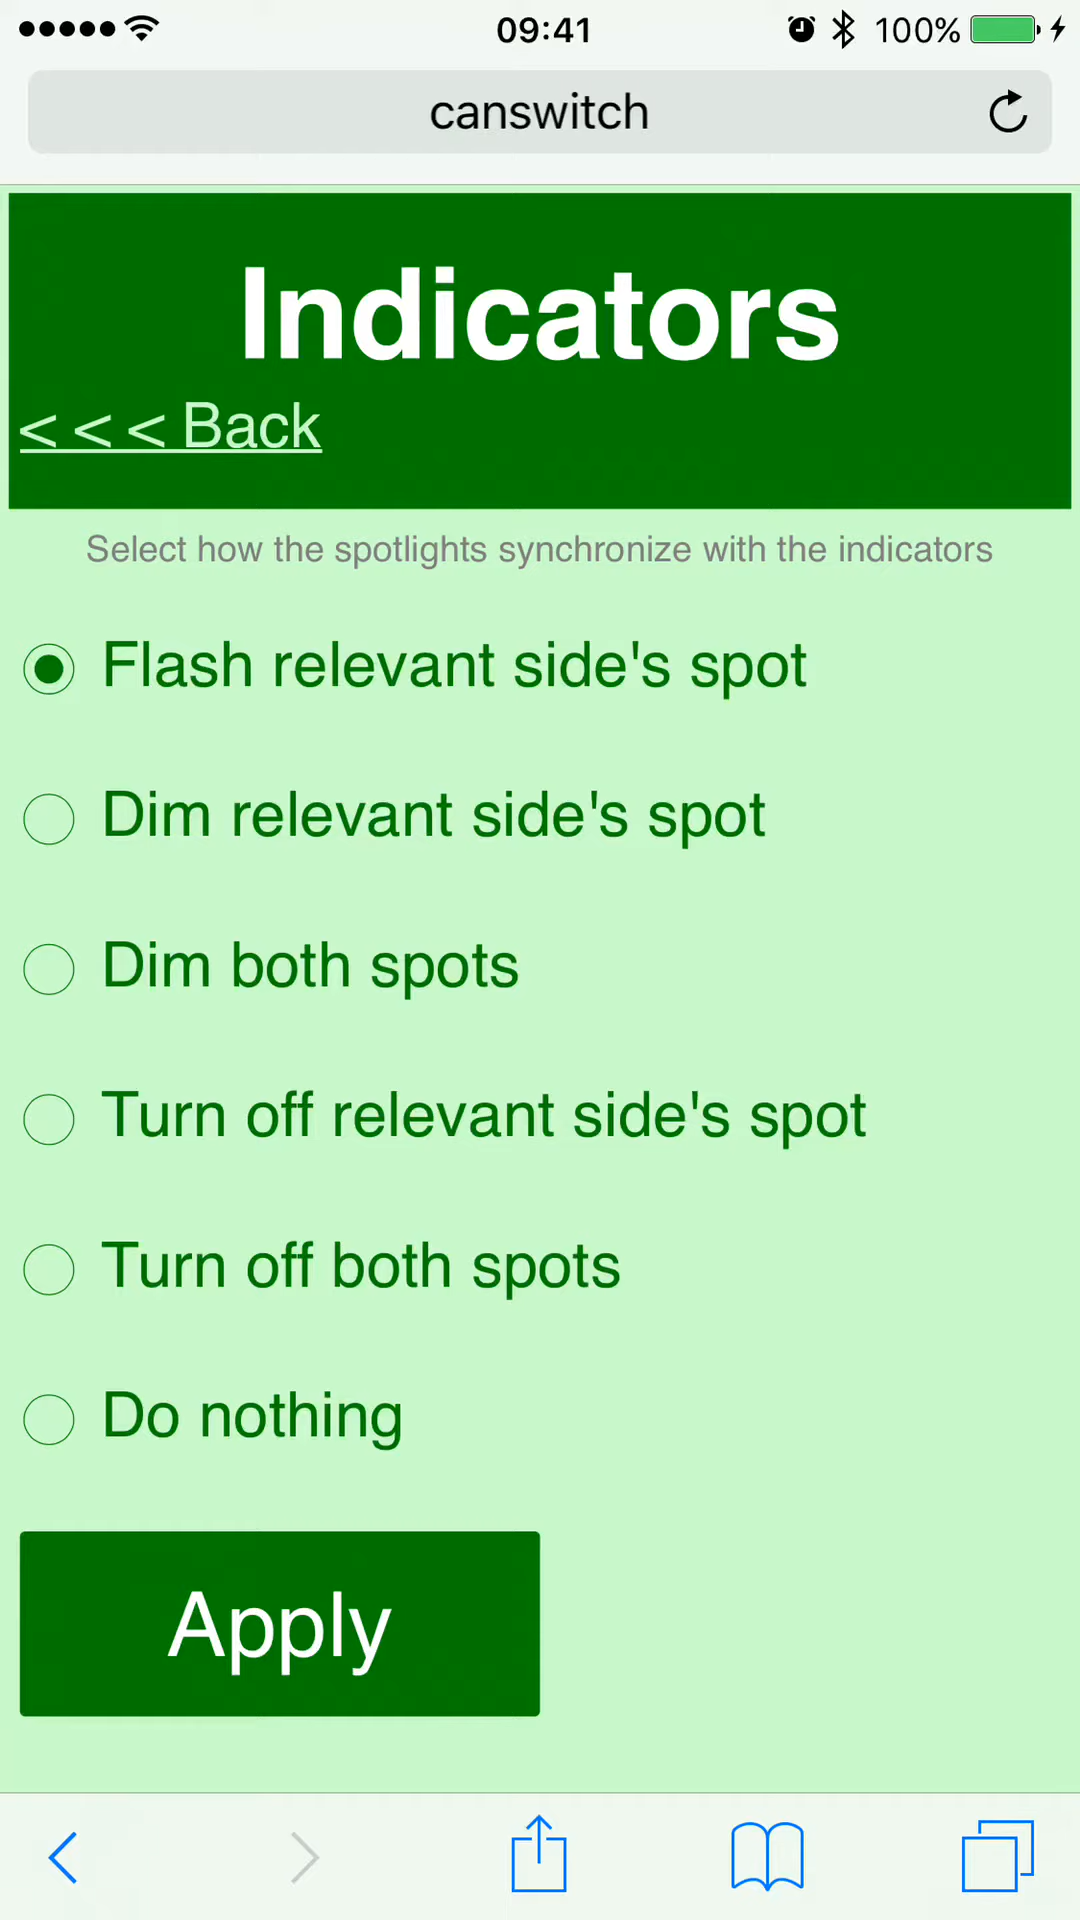 09:41
100%
canswitch
Indicators
< < < Back
Select how the spotlights synchronize with the indicators
Flash relevant side's spot
Dim relevant side's spot
Dim both spots
Turn off relevant side's spot
Turn off both spots
Do nothing
Apply